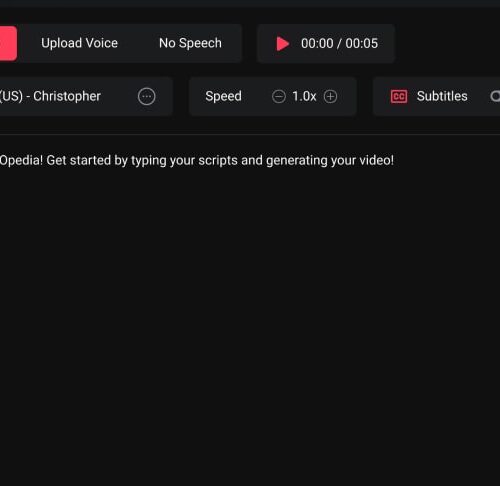 Upload Voice No Speech 00:00 / 00:05
(US) - Christopher Speed 1.0x CC Subtitles
Opedia! Get started by typing your scripts and generating your video!